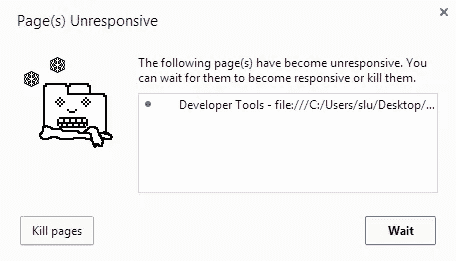 Page(s) Unresponsive
The following page(s) have become unresponsive. You
can wait for them to become responsive or kill them.
Developer Tools - file:///C:/Users/slu/Desktop/...
Kill pages
Wait